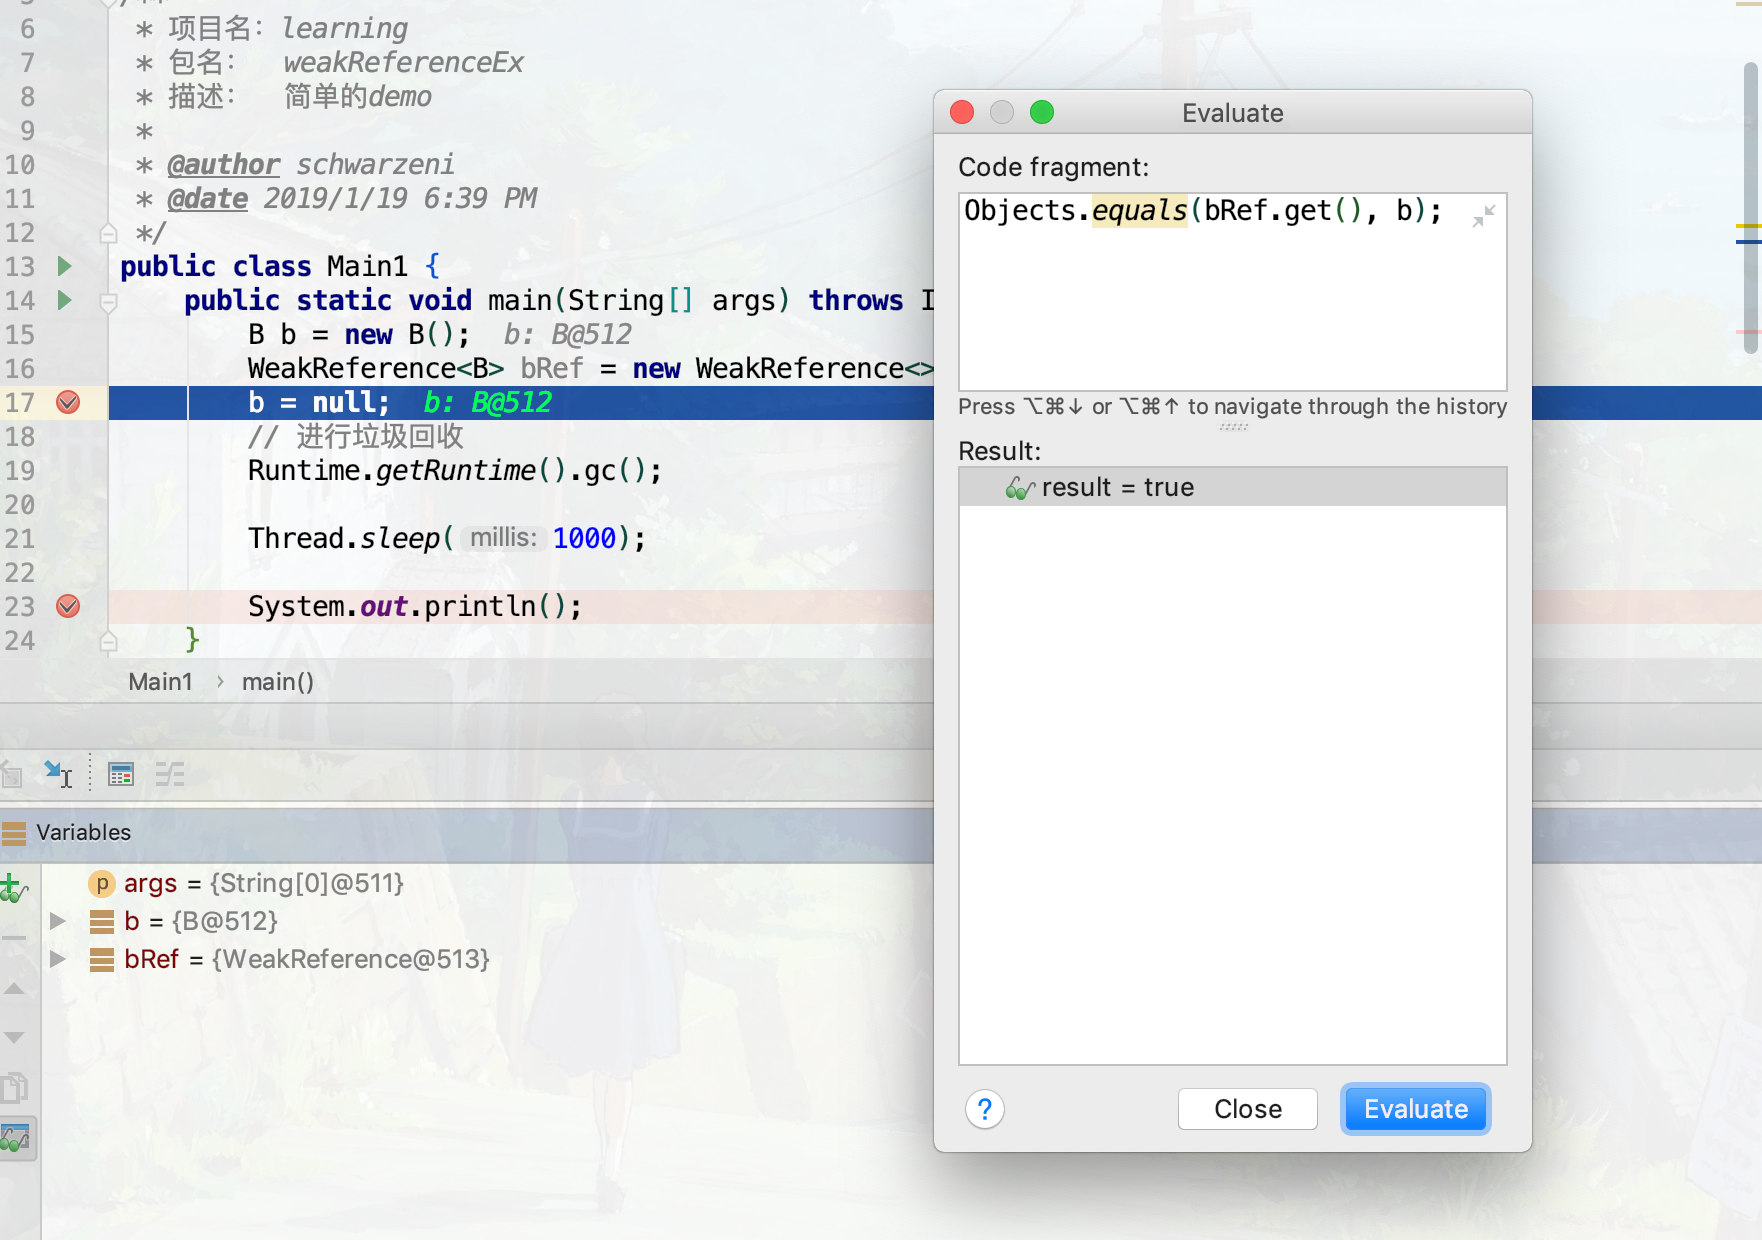 5 /**
6 * 项目名：learning
7 * 包名： weakReferenceEx
8 * 描述： 简单的demo
9 *
10 * @author schwarzeni
11 * @date 2019/1/19 6:39 PM
12 */
13 public class Main1 {
14 public static void main(String[] args) throws I
15 B b = new B(); b: B@512
16 WeakReference<B> bRef = new WeakReference<>
17 b = null; b: B@512
18 // 进行垃圾回收
19 Runtime.getRuntime().gc();
20
21 Thread.sleep( millis: 1000);
22
23 System.out.println();
24 }
Main1 › main()
Variables
p args = {String[0]@511}
b = {B@512}
bRef = {WeakReference@513}
Evaluate
Code fragment:
Objects.equals(bRef.get(), b);
Press ⌥⌘↓ or ⌥⌘↑ to navigate through the history
Result:
result = true
?
Close
Evaluate